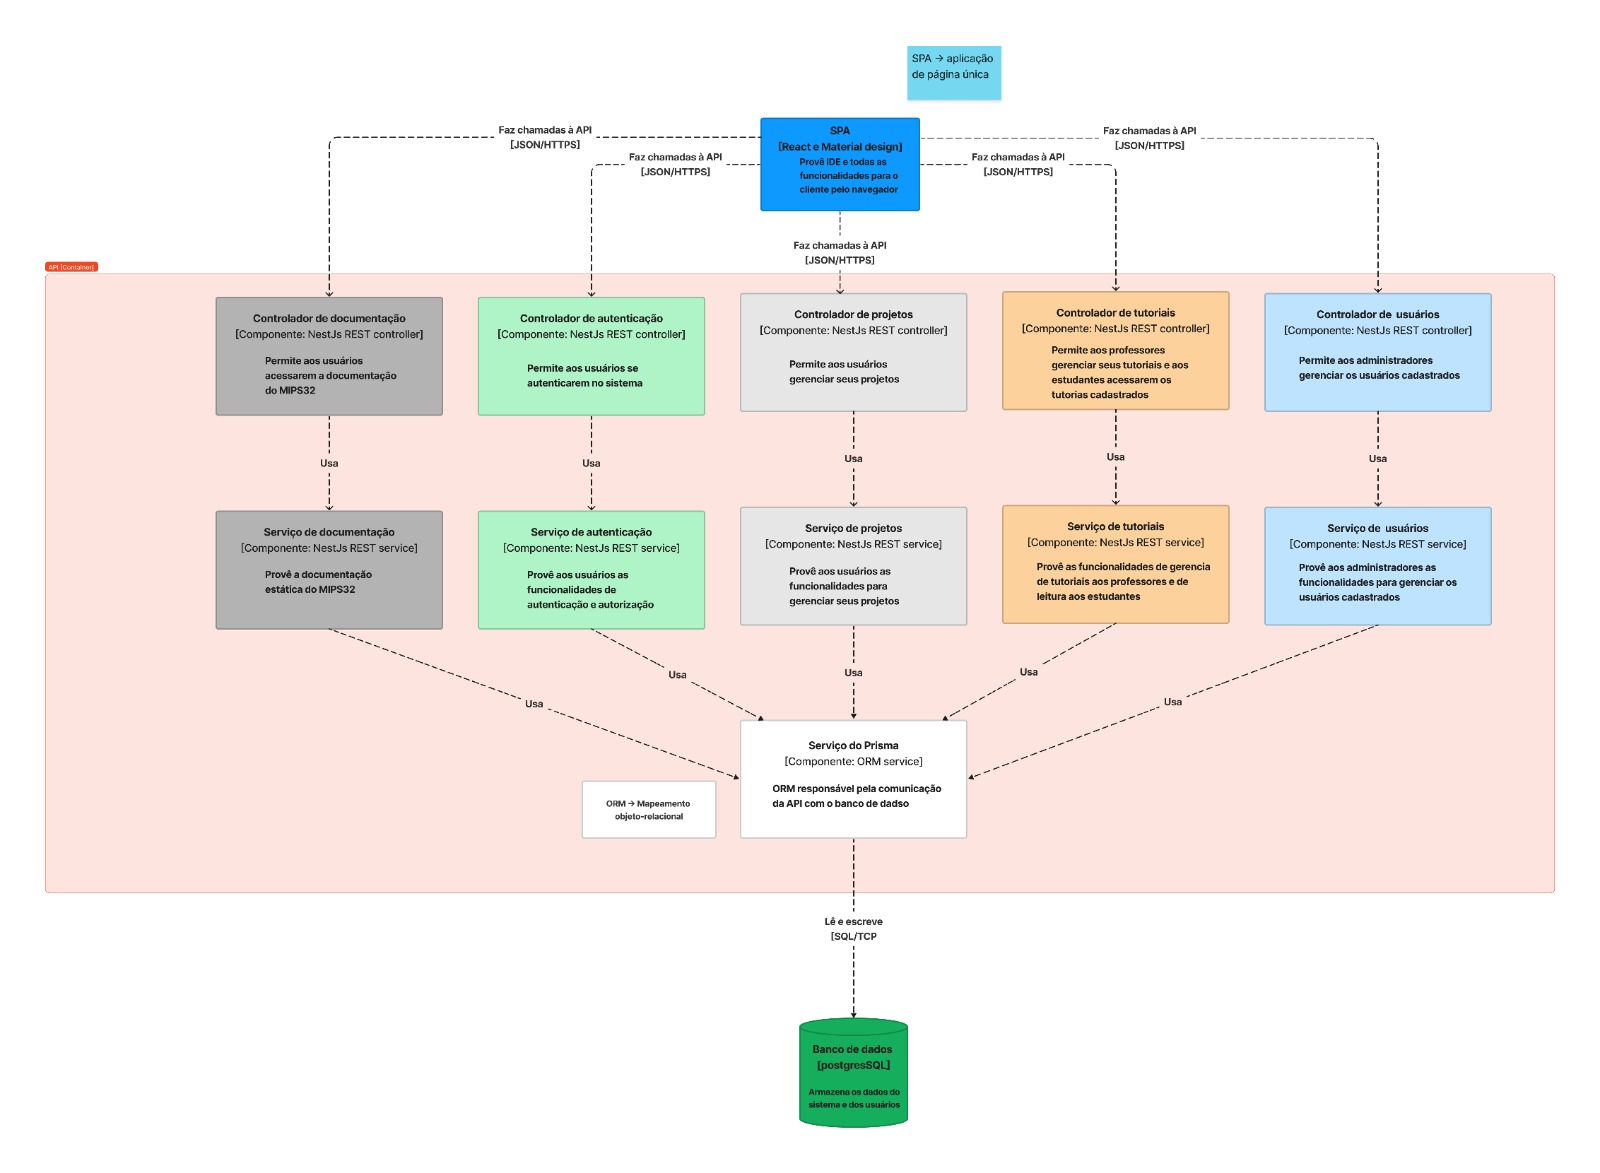 SPA → aplicação
de página única
SPA
[React e Material design]
Provê IDE e todas as
funcionalidades para o
cliente pelo navegador
Faz chamadas à API
[JSON/HTTPS]
Faz chamadas à API
[JSON/HTTPS]
Faz chamadas à API
[JSON/HTTPS]
Faz chamadas à API
[JSON/HTTPS]
Faz chamadas à API
[JSON/HTTPS]
API [Container]
Controlador de documentação
[Componente: NestJs REST controller]
Permite aos usuários
acessarem a documentação
do MIPS32
Controlador de autenticação
[Componente: NestJs REST controller]
Permite aos usuários se
autenticarem no sistema
Controlador de projetos
[Componente: NestJs REST controller]
Permite aos usuários
gerenciar seus projetos
Controlador de tutoriais
[Componente: NestJs REST controller]
Permite aos professores
gerenciar seus tutoriais e aos
estudantes acessarem os
tutorias cadastrados
Controlador de usuários
[Componente: NestJs REST controller]
Permite aos administradores
gerenciar os usuários cadastrados
Usa
Usa
Usa
Usa
Usa
Serviço de documentação
[Componente: NestJs REST service]
Provê a documentação
estática do MIPS32
Serviço de autenticação
[Componente: NestJs REST service]
Provê aos usuários as
funcionalidades de
autenticação e autorização
Serviço de projetos
[Componente: NestJs REST service]
Provê aos usuários as
funcionalidades para
gerenciar seus projetos
Serviço de tutoriais
[Componente: NestJs REST service]
Provê as funcionalidades de gerencia
de tutoriais aos professores e de
leitura aos estudantes
Serviço de usuários
[Componente: NestJs REST service]
Provê aos administradores as
funcionalidades para gerenciar os
usuários cadastrados
Usa
Usa
Usa
Usa
Usa
Serviço do Prisma
[Componente: ORM service]
ORM responsável pela comunicação
da API com o banco de dadso
ORM → Mapeamento
objeto-relacional
Lê e escreve
[SQL/TCP
Banco de dados
[postgresSQL]
Armazena os dados do
sistema e dos usuários